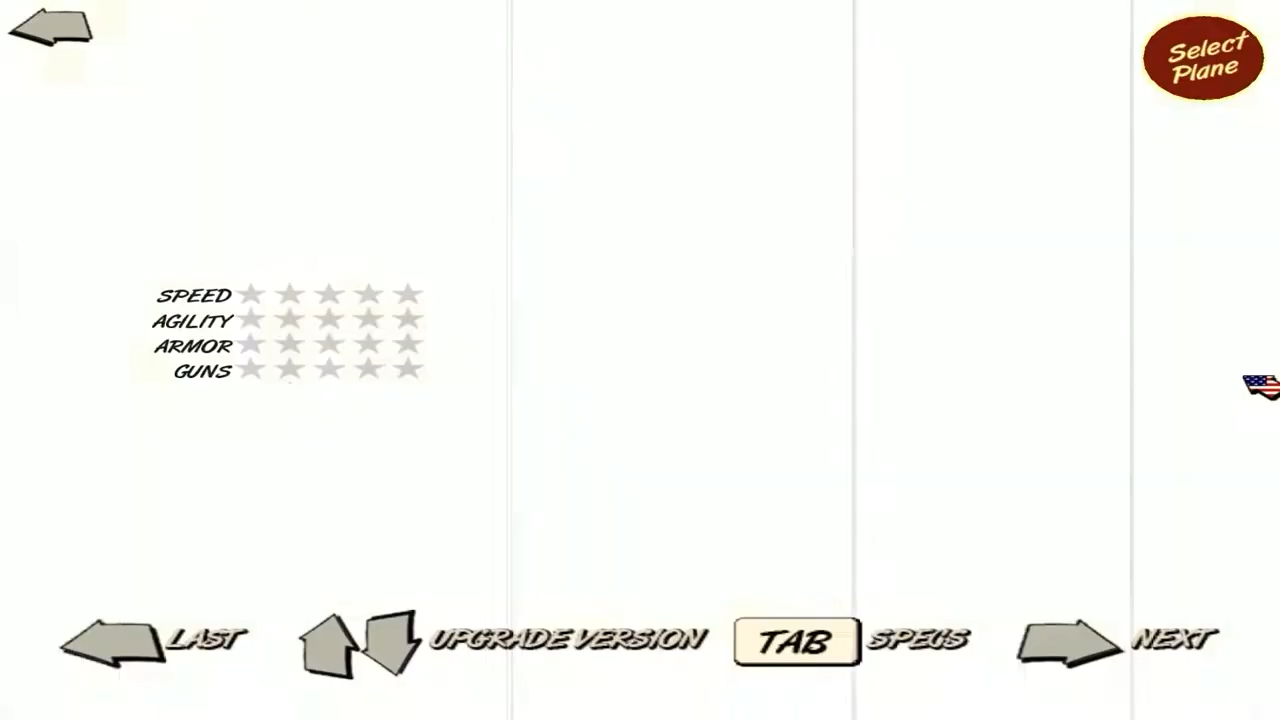 Select
Plane
SPEED
AGILITY
ARMOR
GUNS
LAST
UPGRADE VERSION
TAB
SPECS
NEXT